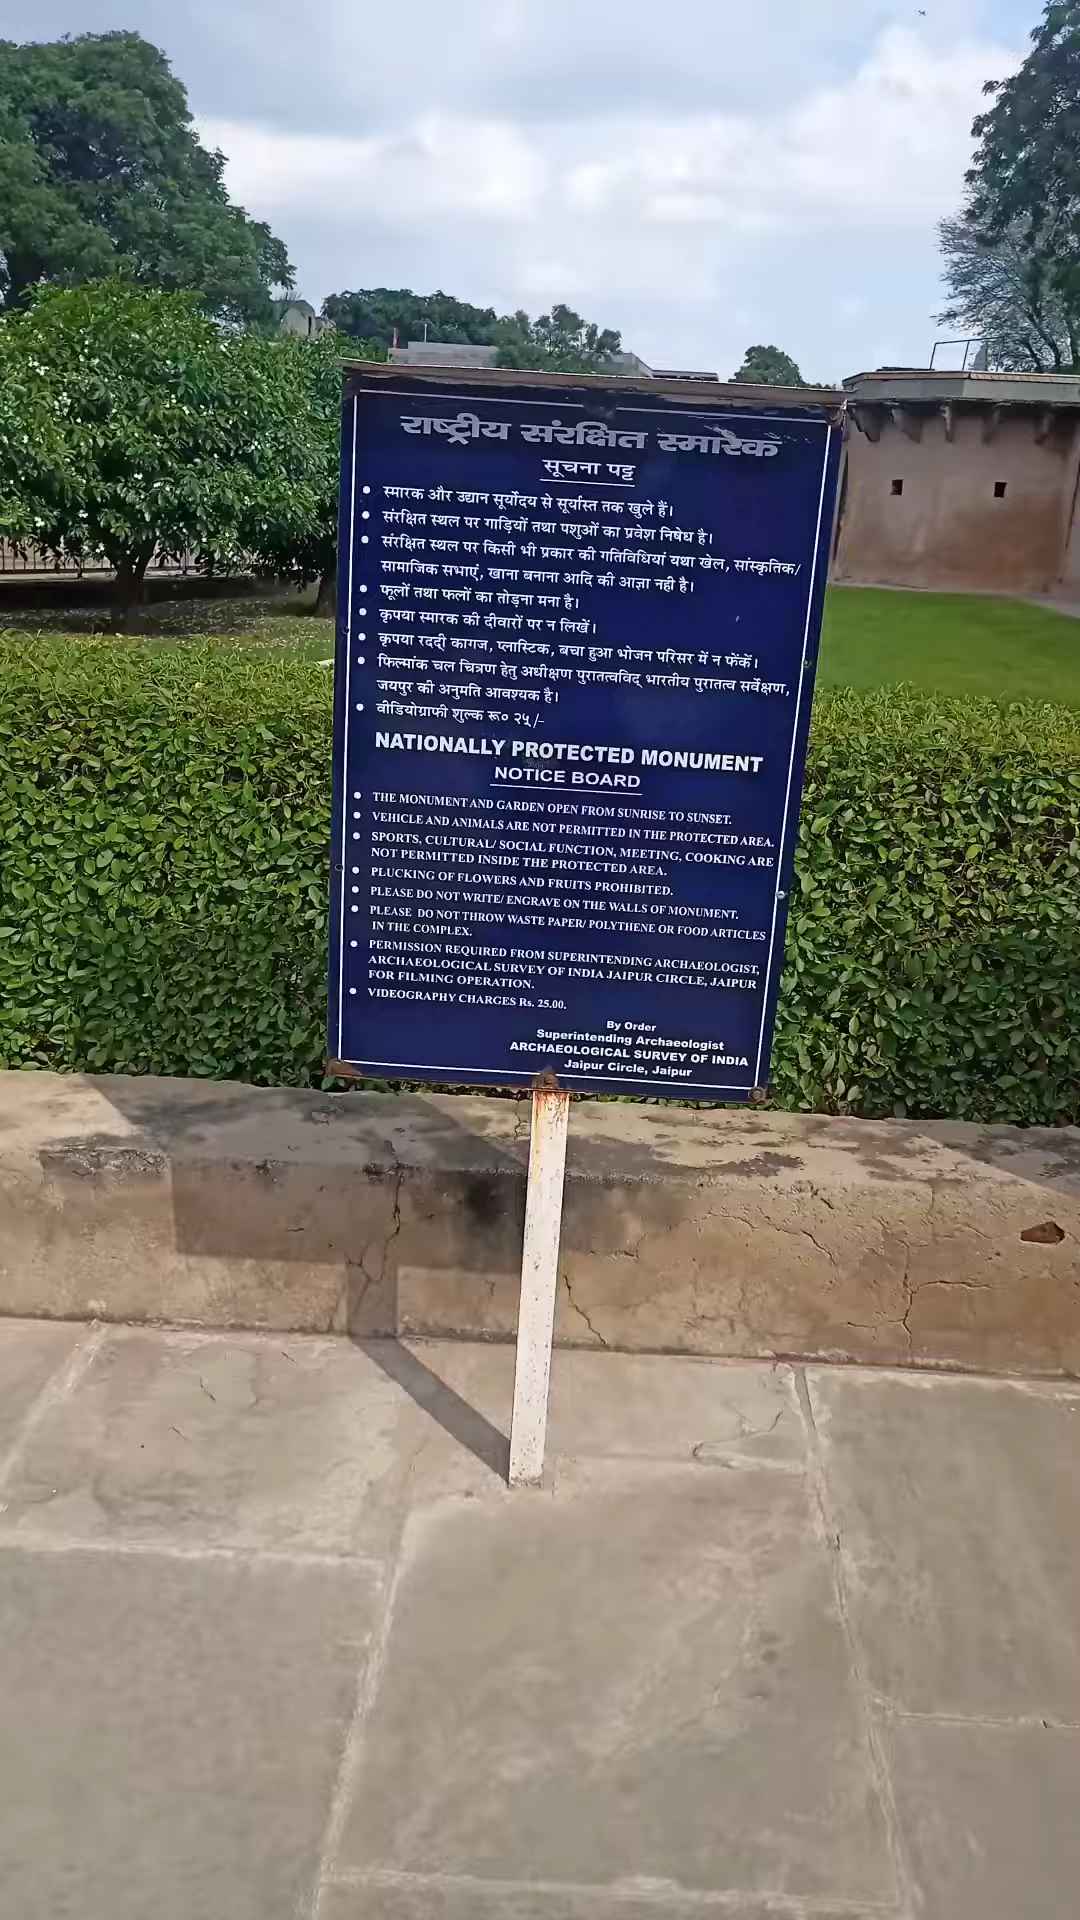 राष्ट्रीय संरक्षित स्मारक
सूचना पट्ट
• स्मारक और उद्यान सूर्योदय से सूर्यास्त तक खुले हैं।
• संरक्षित स्थल पर गाड़ियों तथा पशुओं का प्रवेश निषेध है।
• संरक्षित स्थल पर किसी भी प्रकार की गतिविधियां यथा खेल, सांस्कृतिक/
सामाजिक सभाएं, खाना बनाना आदि की आज्ञा नही है।
• फूलों तथा फलों का तोड़ना मना है।
• कृपया स्मारक की दीवारों पर न लिखें।
• कृपया रददी् कागज, प्लास्टिक, बचा हुआ भोजन परिसर में न फेंकें।
• फिल्मांक चल चित्रण हेतु अधीक्षण पुरातत्वविद् भारतीय पुरातत्व सर्वेक्षण,
जयपुर की अनुमति आवश्यक है।
• वीडियोग्राफी शुल्क रू० २५/-
NATIONALLY PROTECTED MONUMENT
NOTICE BOARD
• THE MONUMENT AND GARDEN OPEN FROM SUNRISE TO SUNSET.
• VEHICLE AND ANIMALS ARE NOT PERMITTED IN THE PROTECTED AREA.
• SPORTS, CULTURAL/ SOCIAL FUNCTION, MEETING, COOKING ARE
NOT PERMITTED INSIDE THE PROTECTED AREA.
• PLUCKING OF FLOWERS AND FRUITS PROHIBITED.
• PLEASE DO NOT WRITE/ ENGRAVE ON THE WALLS OF MONUMENT.
• PLEASE DO NOT THROW WASTE PAPER/ POLYTHENE OR FOOD ARTICLES
IN THE COMPLEX.
• PERMISSION REQUIRED FROM SUPERINTENDING ARCHAEOLOGIST,
ARCHAEOLOGICAL SURVEY OF INDIA JAIPUR CIRCLE, JAIPUR
FOR FILMING OPERATION.
• VIDEOGRAPHY CHARGES Rs. 25.00.
By Order
Superintending Archaeologist
ARCHAEOLOGICAL SURVEY OF INDIA
Jaipur Circle, Jaipur